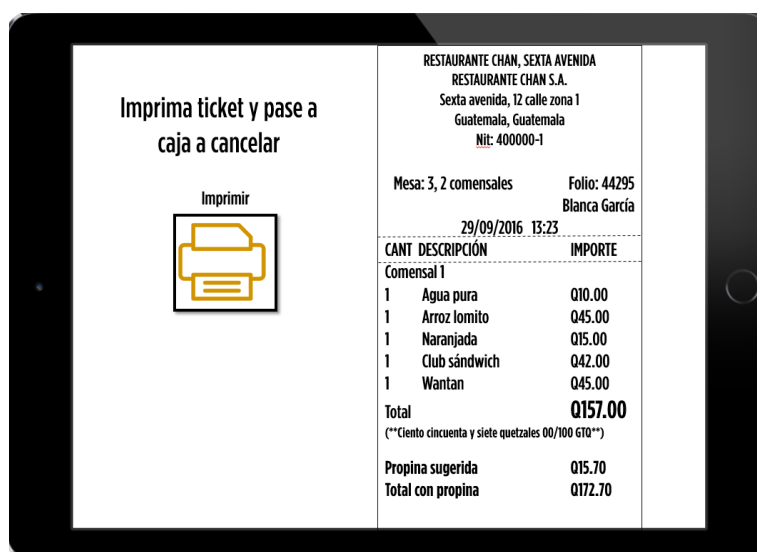 Imprima ticket y pase a
caja a cancelar
Imprimir
RESTAURANTE CHAN, SEXTA AVENIDA
RESTAURANTE CHAN S.A.
Sexta avenida, 12 calle zona 1
Guatemala, Guatemala
Nit: 400000-1
Mesa: 3, 2 comensales Folio: 44295
Blanca García
29/09/2016 13:23
CANT DESCRIPCIÓN IMPORTE
Comensal 1
1 Agua pura Q10.00
1 Arroz lomito Q45.00
1 Naranjada Q15.00
1 Club sándwich Q42.00
1 Wantan Q45.00
Total Q157.00
(**Ciento cincuenta y siete quetzales 00/100 GTQ**)
Propina sugerida Q15.70
Total con propina Q172.70